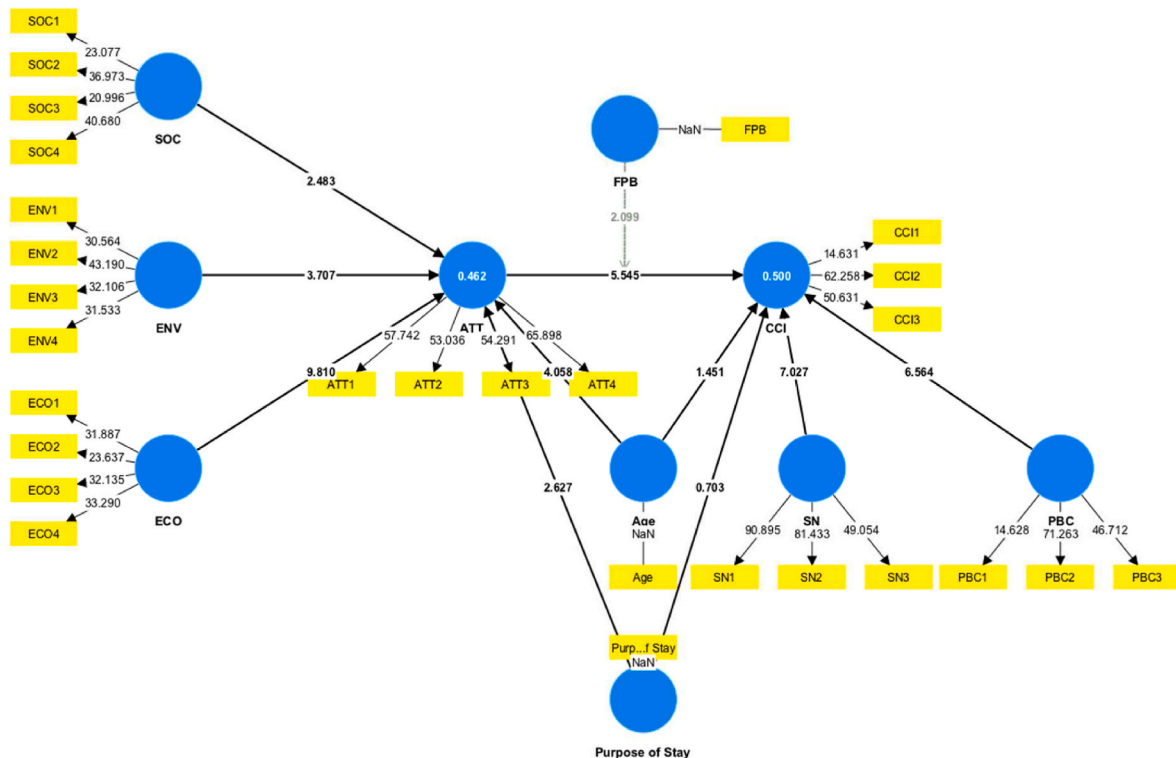 SOC1
23.077
SOC2
36.973
SOC3
20.996
SOC4
40.680
SOC
2.483
NaN
FPB
FPB
2.099
ENV1
30.564
ENV2
43.190
ENV3
32.106
ENV4
31.533
ENV
3.707
0.462
ATT
5.545
0.500
CCI
14.631
CCI1
62.258
CCI2
50.631
CCI3
57.742
53.036
54.291
65.898
ATT1
ATT2
ATT3
ATT4
9.810
4.058
1.451
7.027
6.564
ECO1
31.887
ECO2
23.637
ECO3
32.135
ECO4
33.290
ECO
2.627
0.703
Age
NaN
Age
SN
90.895
81.433
49.054
SN1
SN2
SN3
PBC
14.628
71.263
46.712
PBC1
PBC2
PBC3
Purp...f Stay
NaN
Purpose of Stay